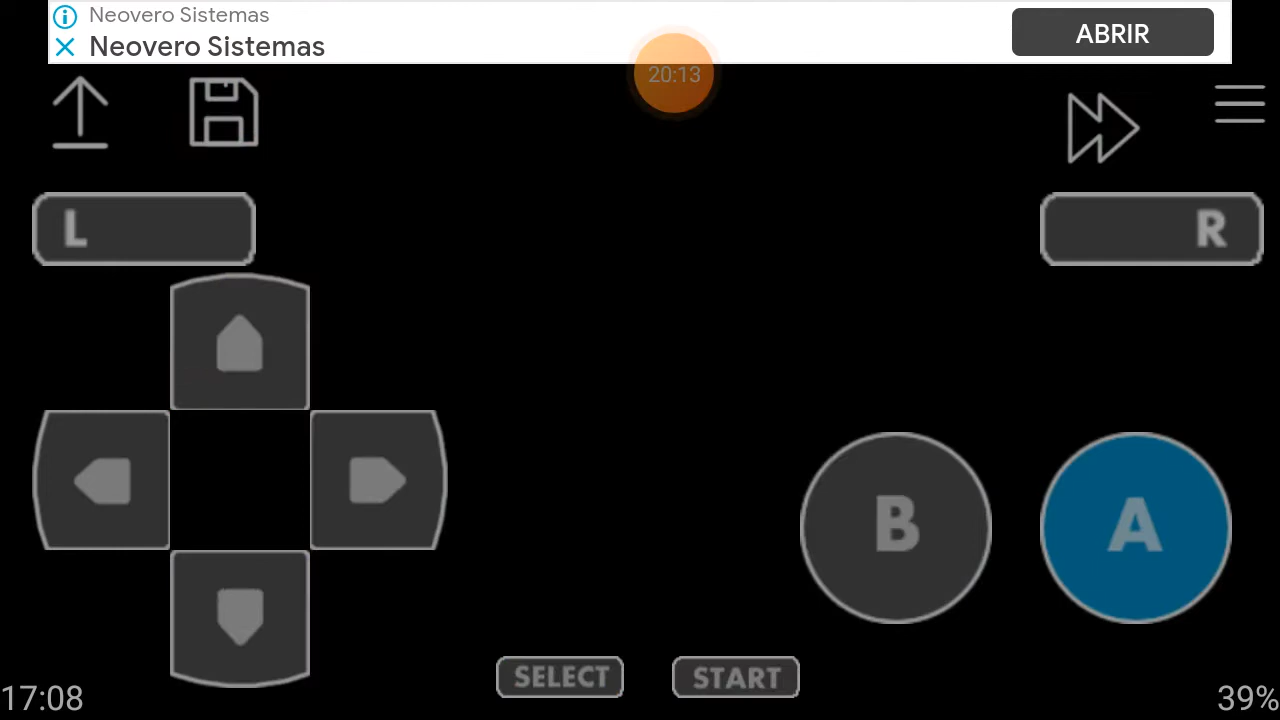 Neovero Sistemas
Neovero Sistemas
ABRIR
20:13
L
R
B
A
SELECT
START
17:08
39%